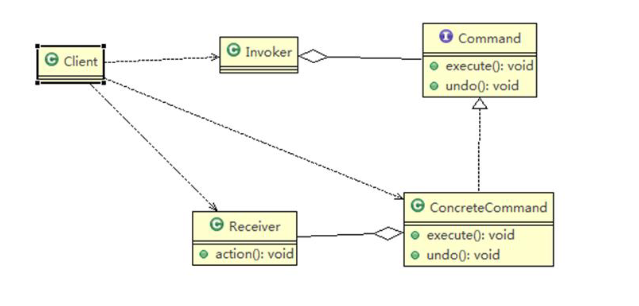 Client
Invoker
Command
execute(): void
undo(): void
Receiver
action(): void
ConcreteCommand
execute(): void
undo(): void